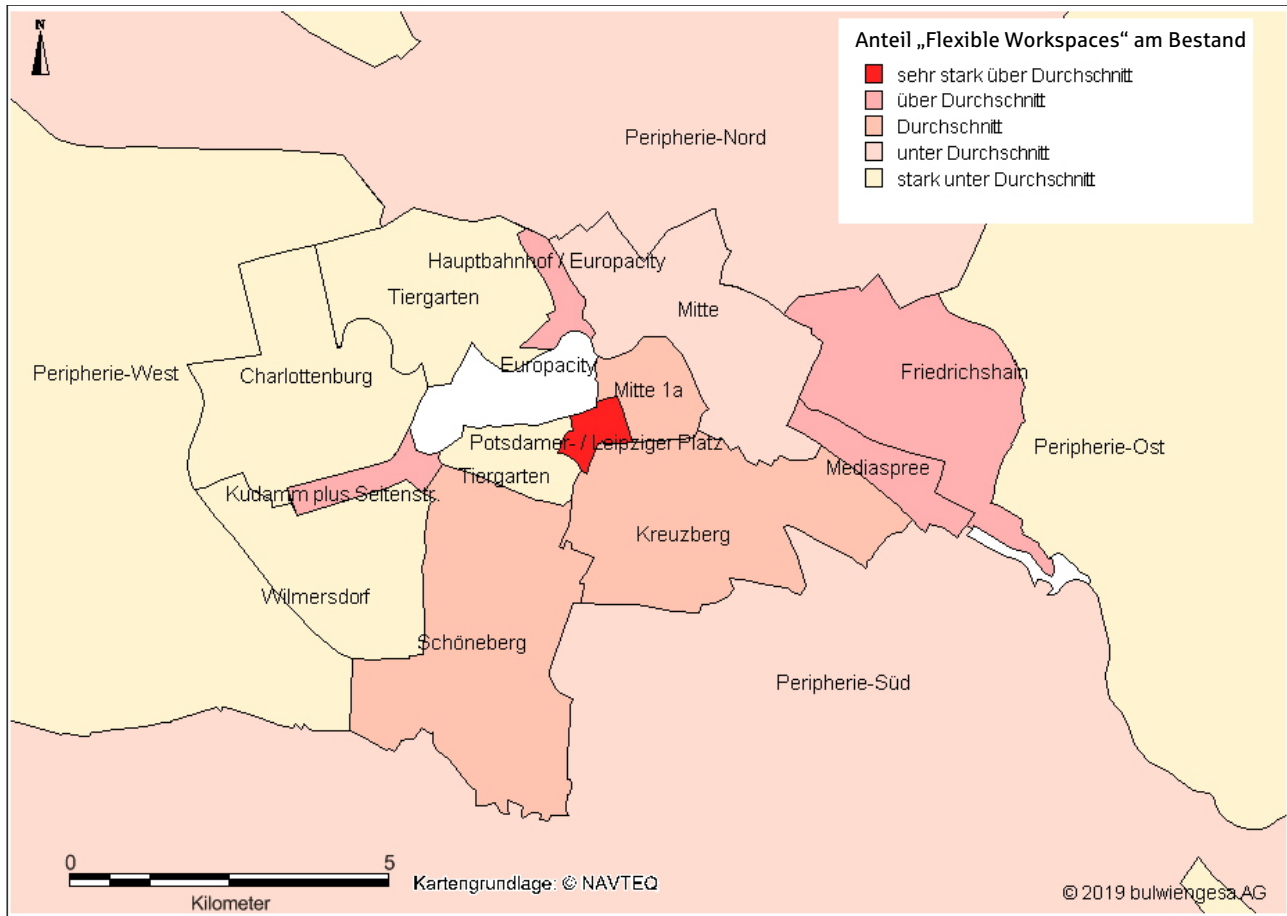 N
Anteil „Flexible Workspaces“ am Bestand
sehr stark über Durchschnitt
über Durchschnitt
Durchschnitt
unter Durchschnitt
stark unter Durchschnitt
Peripherie-Nord
Hauptbahnhof / Europacity
Tiergarten
Mitte
Peripherie-West
Charlottenburg
Europacity
Mitte 1a
Friedrichshain
Potsdamer- / Leipziger Platz
Peripherie-Ost
Tiergarten
Mediaspree
Kudamm plus Seitenstr.
Kreuzberg
Wilmersdorf
Schöneberg
Peripherie-Süd
0 5
Kilometer
Kartengrundlage: © NAVTEQ
© 2019 bulwiengesa AG